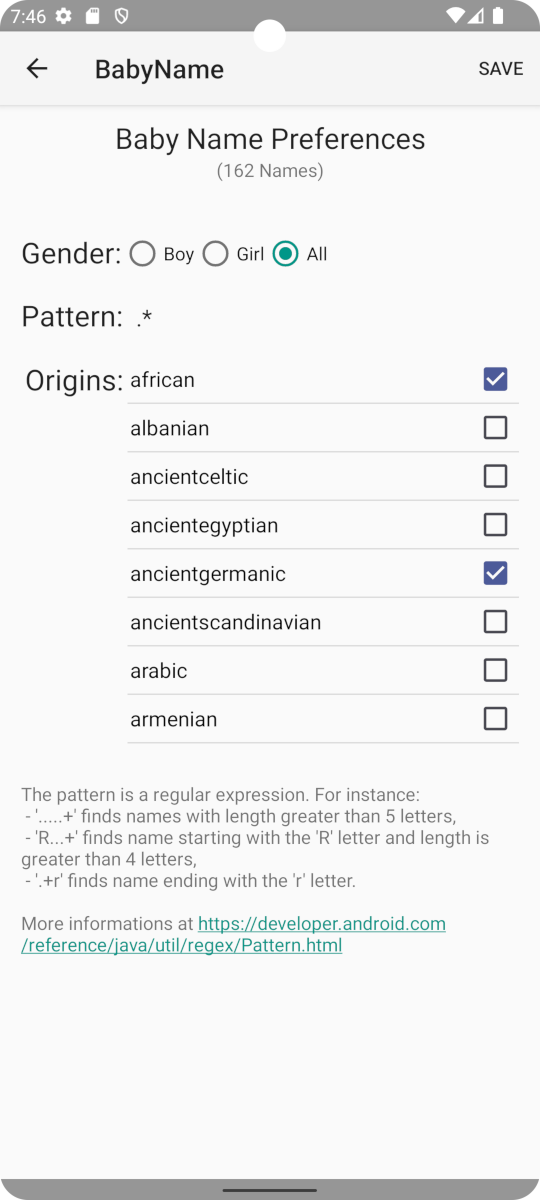 7:46
BabyName
SAVE
Baby Name Preferences
(162 Names)
Gender: Boy Girl All
Pattern: .*
Origins: african
albanian
ancientceltic
ancientegyptian
ancientgermanic
ancientscandinavian
arabic
armenian
The pattern is a regular expression. For instance:
- '.....+' finds names with length greater than 5 letters,
- 'R...+' finds name starting with the 'R' letter and length is
greater than 4 letters,
- '.+r' finds name ending with the 'r' letter.
More informations at https://developer.android.com
/reference/java/util/regex/Pattern.html